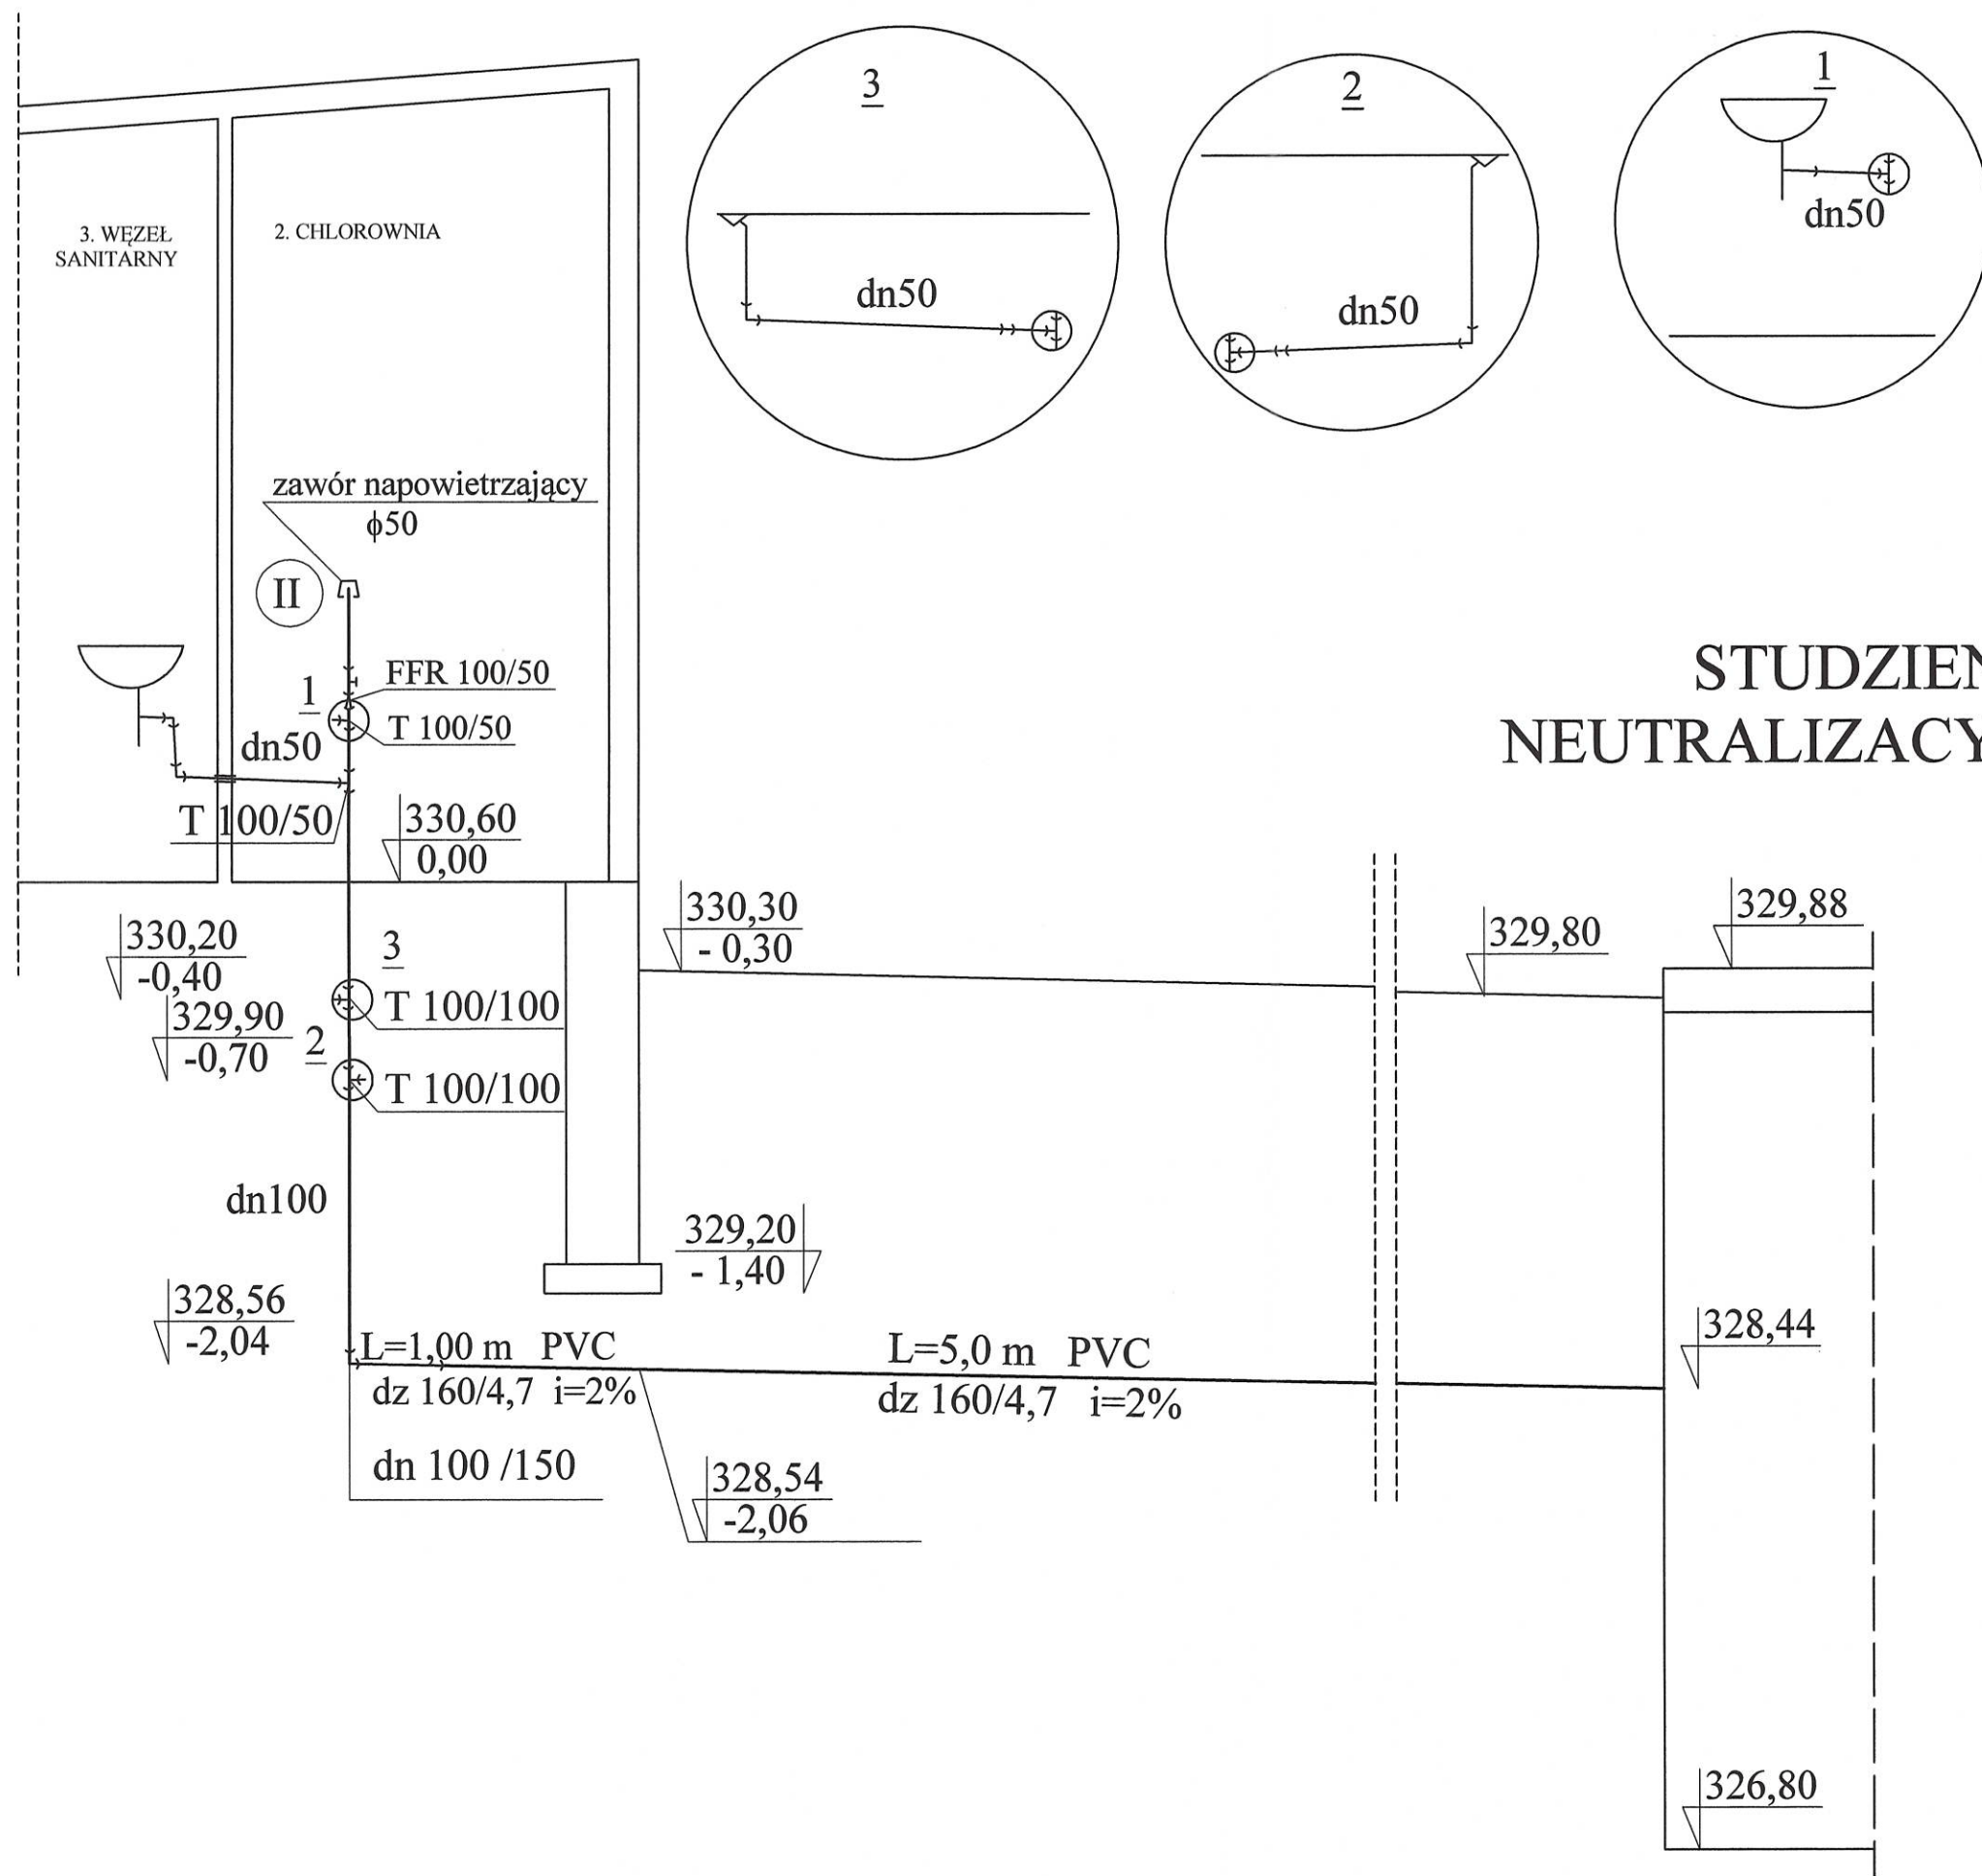 3
2
1
dn50
dn50
dn50
3. WĘZEŁ
SANITARNY
2. CHLOROWNIA
zawór napowietrzający
ϕ50
II
FFR 100/50
1
T 100/50
dn50
T 100/50
STUDZIEN
NEUTRALIZACY
330,60
0,00
330,20
-0,40
3
T 100/100
329,90
-0,70
2
T 100/100
330,30
- 0,30
329,80
329,88
dn100
329,20
- 1,40
328,56
-2,04
L=1,00 m PVC
dz 160/4,7 i=2%
L=5,0 m PVC
dz 160/4,7 i=2%
328,44
dn 100 /150
328,54
-2,06
326,80